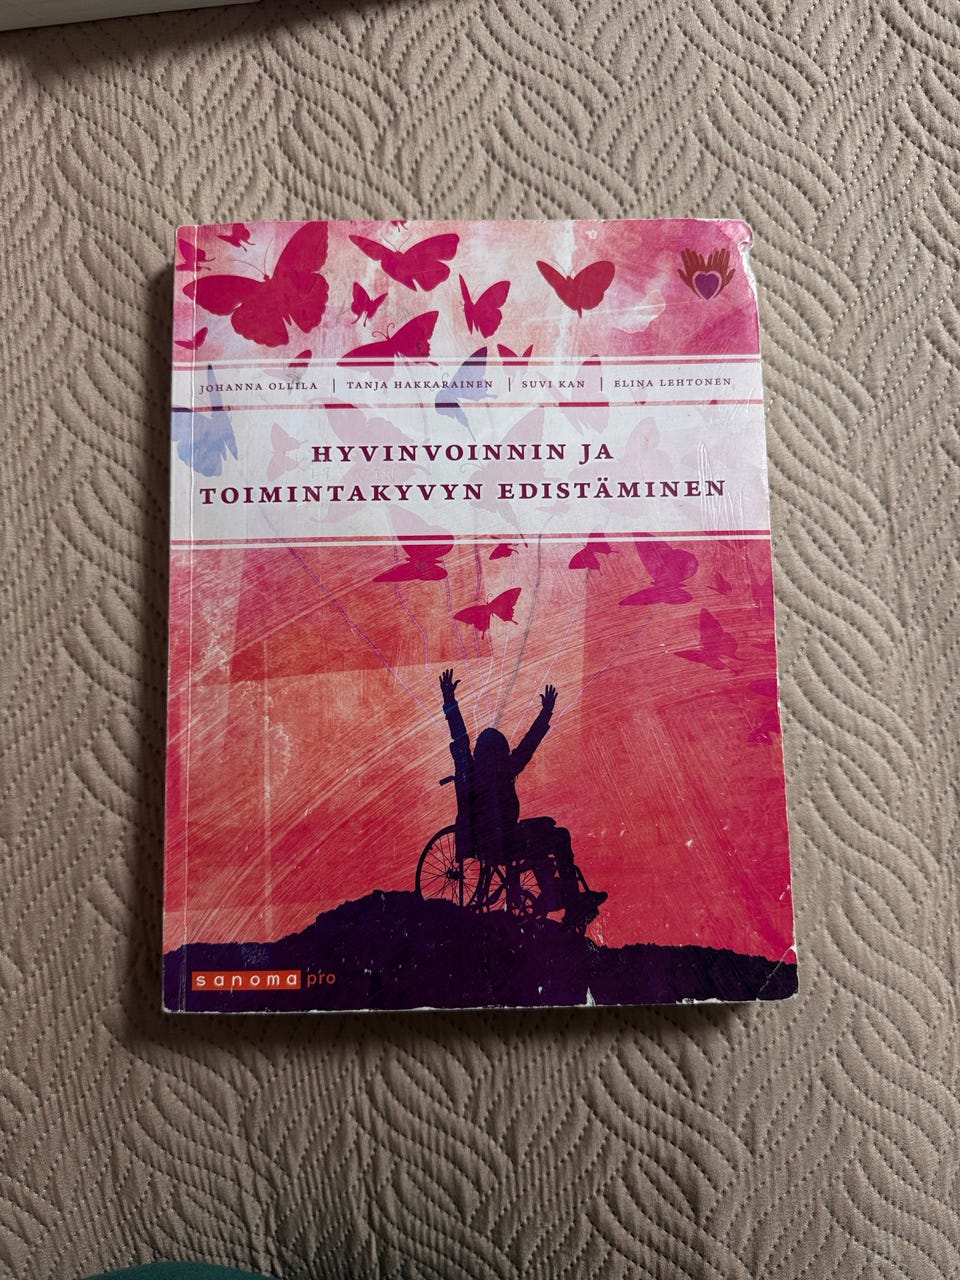 JOHANNA OLLILA | TANJA HAKKARAINEN | SUVI KAN | ELINA LEHTONEN
HYVINVOINNIN JA
TOIMINTAKYVYN EDISTÄMINEN
sanoma pro